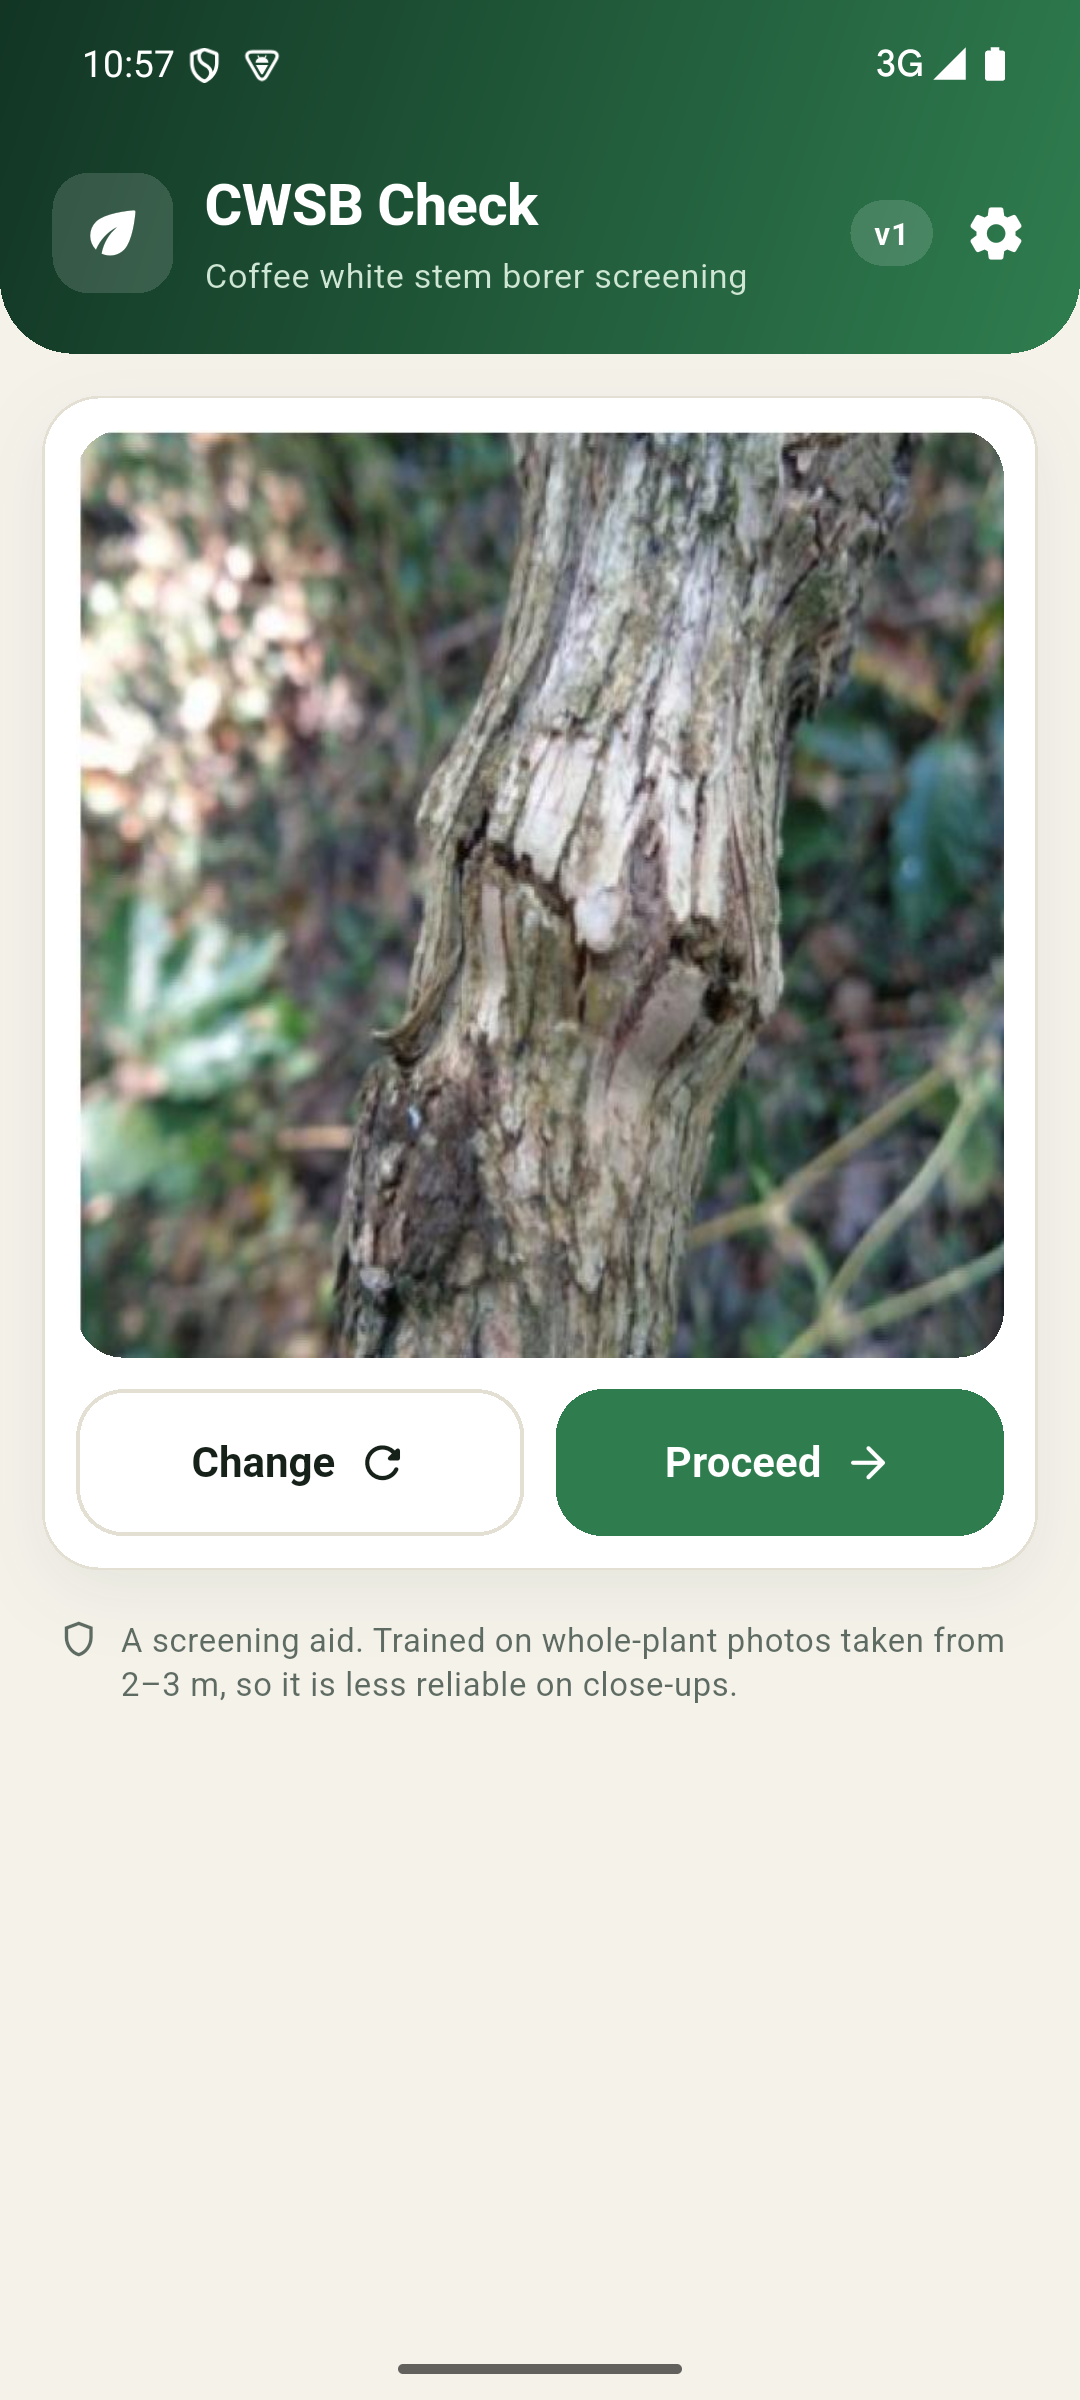 10:57
3G
CWSB Check
Coffee white stem borer screening
v1
Change
Proceed
A screening aid. Trained on whole-plant photos taken from
2–3 m, so it is less reliable on close-ups.